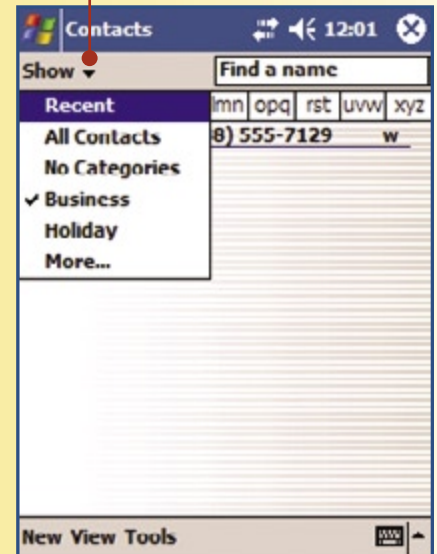 Contacts 12:01
Show Find a name
Recent lmn opq rst uvw xyz
All Contacts 8) 555-7129 w
No Categories
Business
Holiday
More...
New View Tools